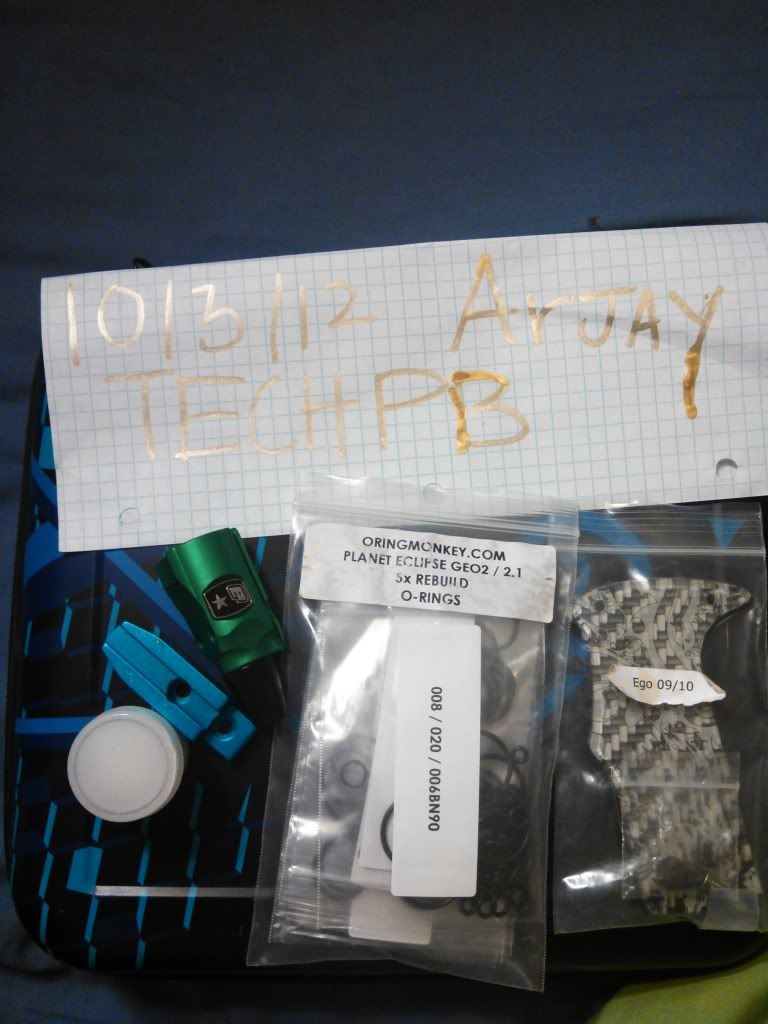 10/3/12 ArJAY
TECHPB
ORINGMONKEY.COM
PLANET ECLIPSE GEO2 / 2.1
5x REBUILD
O-RINGS
008 / 020 / 006BN90
Ego 09/10